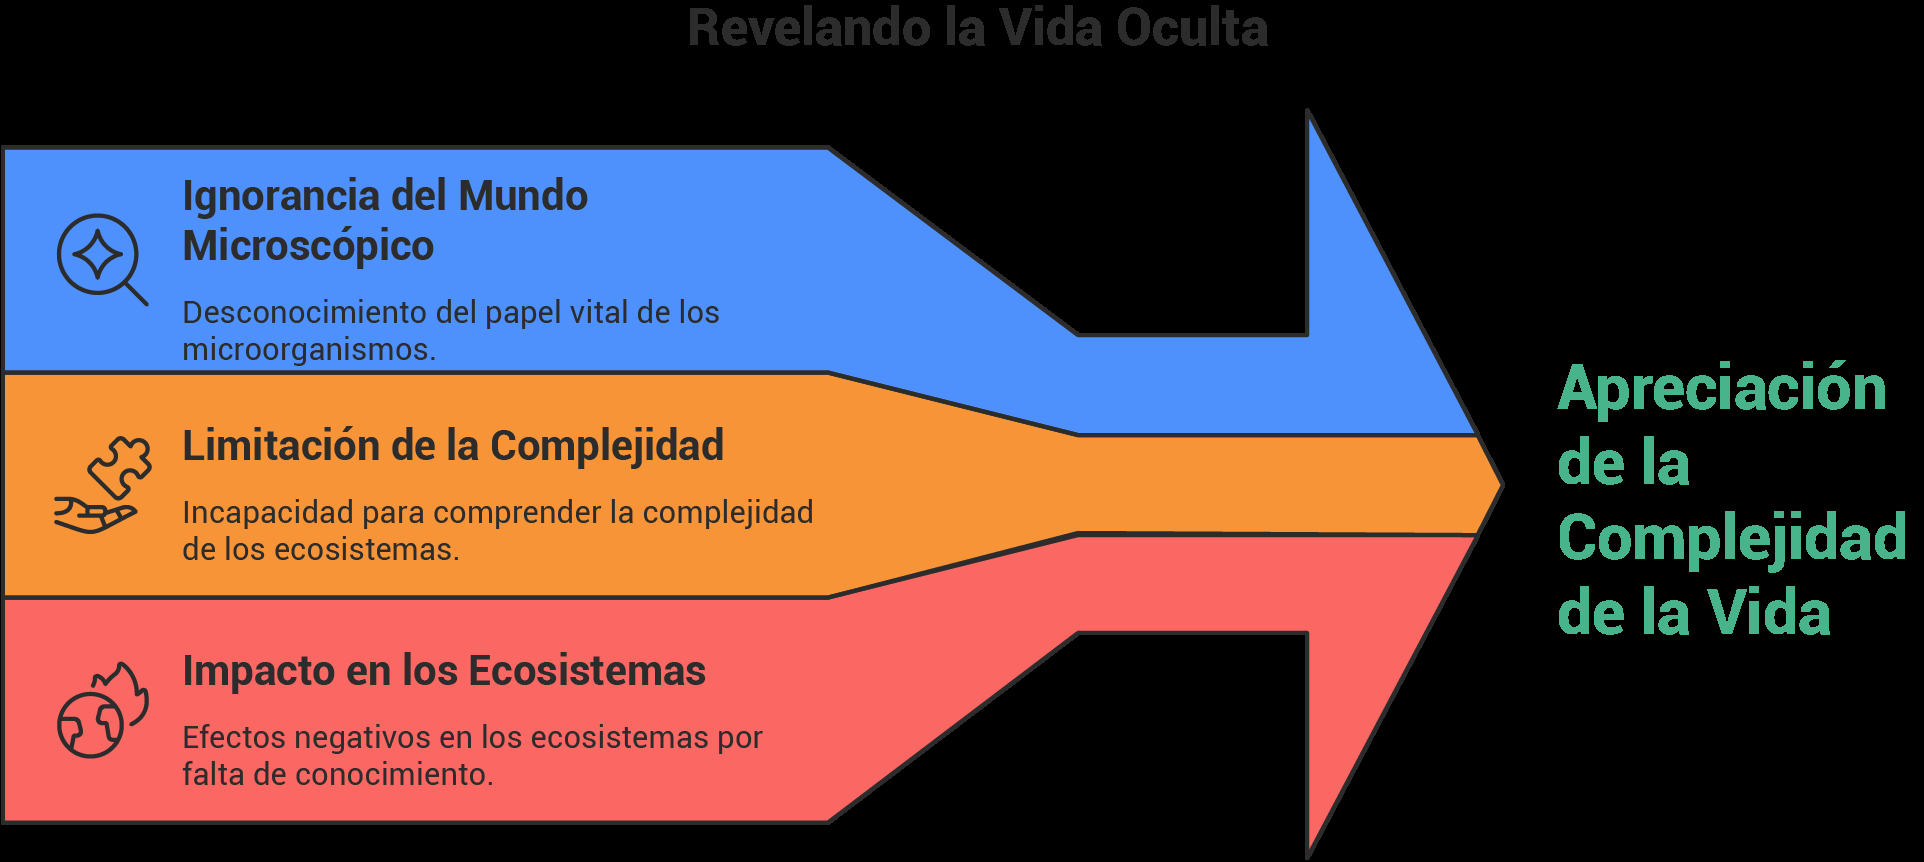 Revelando la Vida Oculta
Ignorancia del Mundo
Microscópico
Desconocimiento del papel vital de los
microorganismos.
Limitación de la Complejidad
Incapacidad para comprender la complejidad
de los ecosistemas.
Impacto en los Ecosistemas
Efectos negativos en los ecosistemas por
falta de conocimiento.
Apreciación
de la
Complejidad
de la Vida